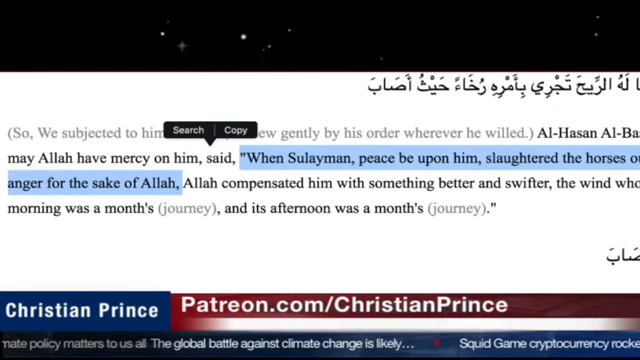 لَهُ الرِّيحَ تَجْرِي بِأَمْرِهِ رُخَاءً حَيْثُ أَصَابَ
Search Copy
(So, We subjected to him gently by his order wherever he willed.) Al-Hasan Al-Bas
may Allah have mercy on him, said, "When Sulayman, peace be upon him, slaughtered the horses ou
anger for the sake of Allah, Allah compensated him with something better and swifter, the wind who
morning was a month's (journey), and its afternoon was a month's (journey)."
صَابَ
Christian Prince
Patreon.com/ChristianPrince
mate policy matters to us all The global battle against climate change is likely… Squid Game cryptocurrency rocke